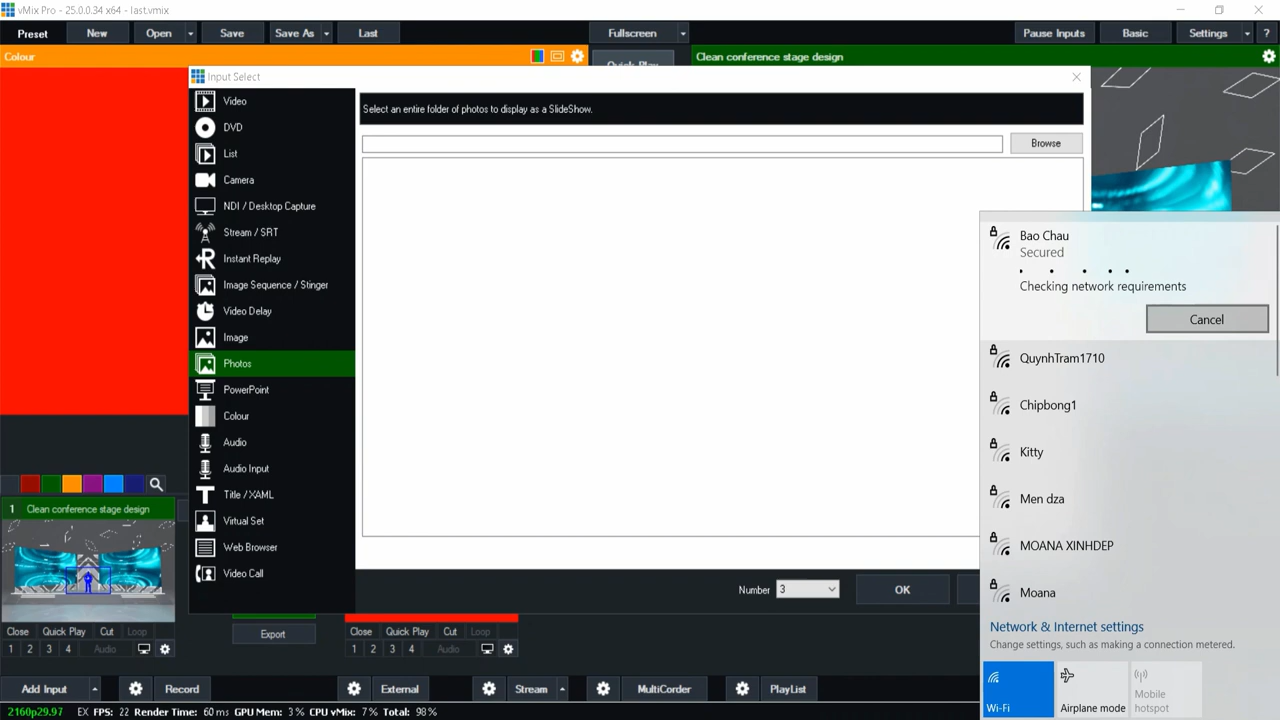 vMix Pro - 25.0.0.34 x64 - last.vmix
Preset New Open Save Save As Last Fullscreen Pause Inputs Basic Settings ?
Colour
Quick Play
Clean conference stage design
Input Select
Video
DVD
List
Camera
NDI / Desktop Capture
Stream / SRT
Instant Replay
Image Sequence / Stinger
Video Delay
Image
Photos
PowerPoint
Colour
Audio
Audio Input
Title / XAML
Virtual Set
Web Browser
Video Call
Select an entire folder of photos to display as a SlideShow.
Browse
Number 3 OK
Bao Chau
Secured
Checking network requirements
Cancel
QuynhTram1710
Chipbong1
Kitty
Men dza
MOANA XINHDEP
Moana
Network & Internet settings
Change settings, such as making a connection metered.
Wi-Fi
Airplane mode
Mobile
hotspot
1 Clean conference stage design
Close Quick Play Cut Loop
1 2 3 4 Audio
Export
Close Quick Play Cut Loop
1 2 3 4 Audio
Add Input Record External Stream MultiCorder PlayList
2160p29.97 EX FPS: 22 Render Time: 60 ms GPU Mem: 3 % CPU vMix: 7 % Total: 98 %